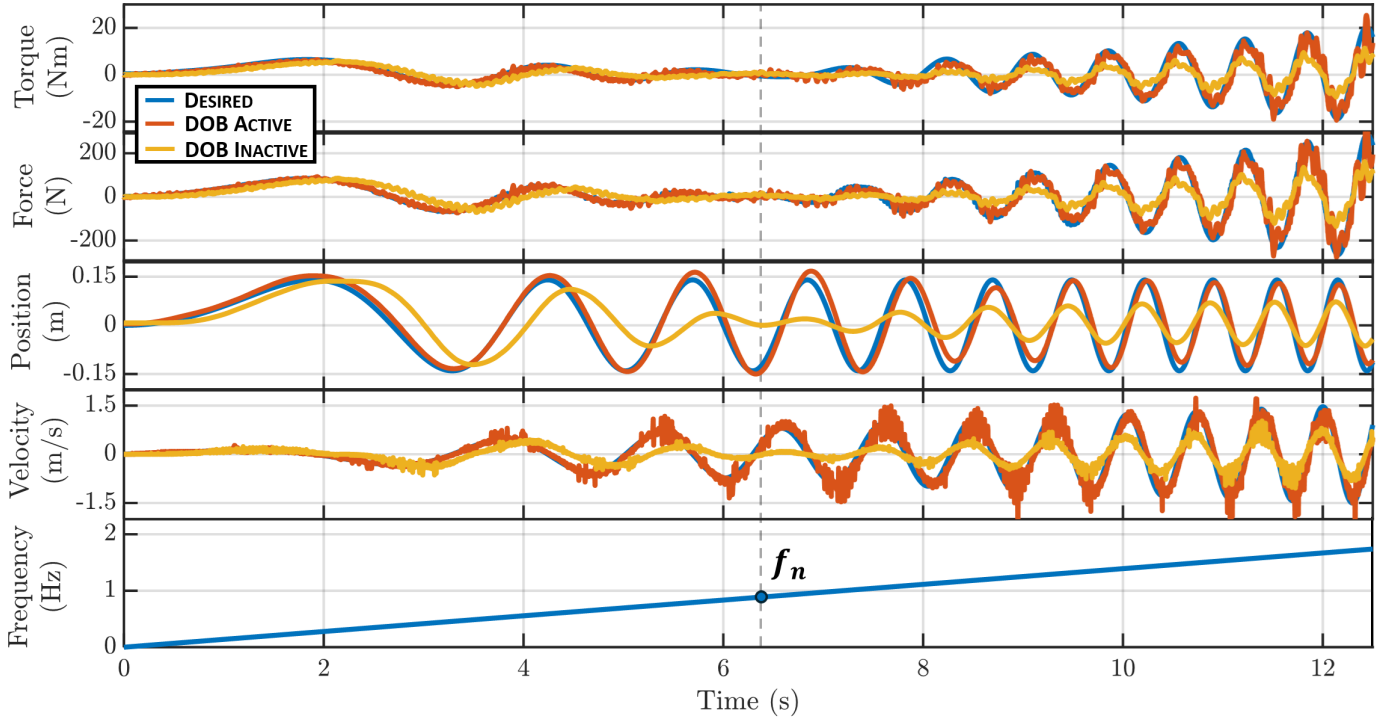 Torque
(Nm)
20
0
-20
DESIRED
DOB ACTIVE
DOB INACTIVE
Force
(N)
200
0
-200
Position
(m)
0.15
0
-0.15
Velocity
(m/s)
1.5
0
-1.5
Frequency
(Hz)
2
1
0
fn
0 2 4 6 8 10 12
Time (s)